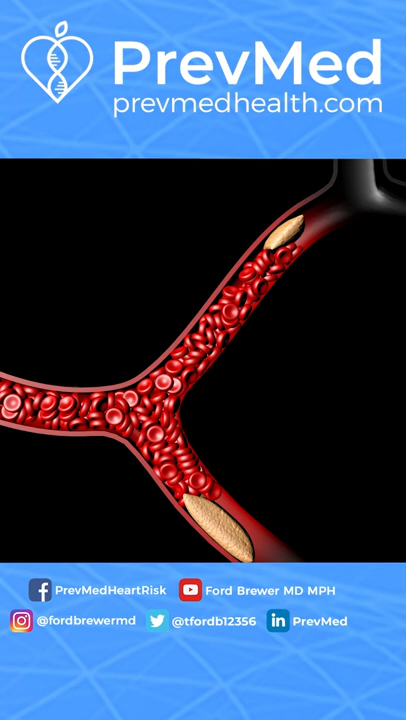 PrevMed
prevmedhealth.com
PrevMedHeartRisk Ford Brewer MD MPH
@fordbrewermd @tfordb12356 PrevMed